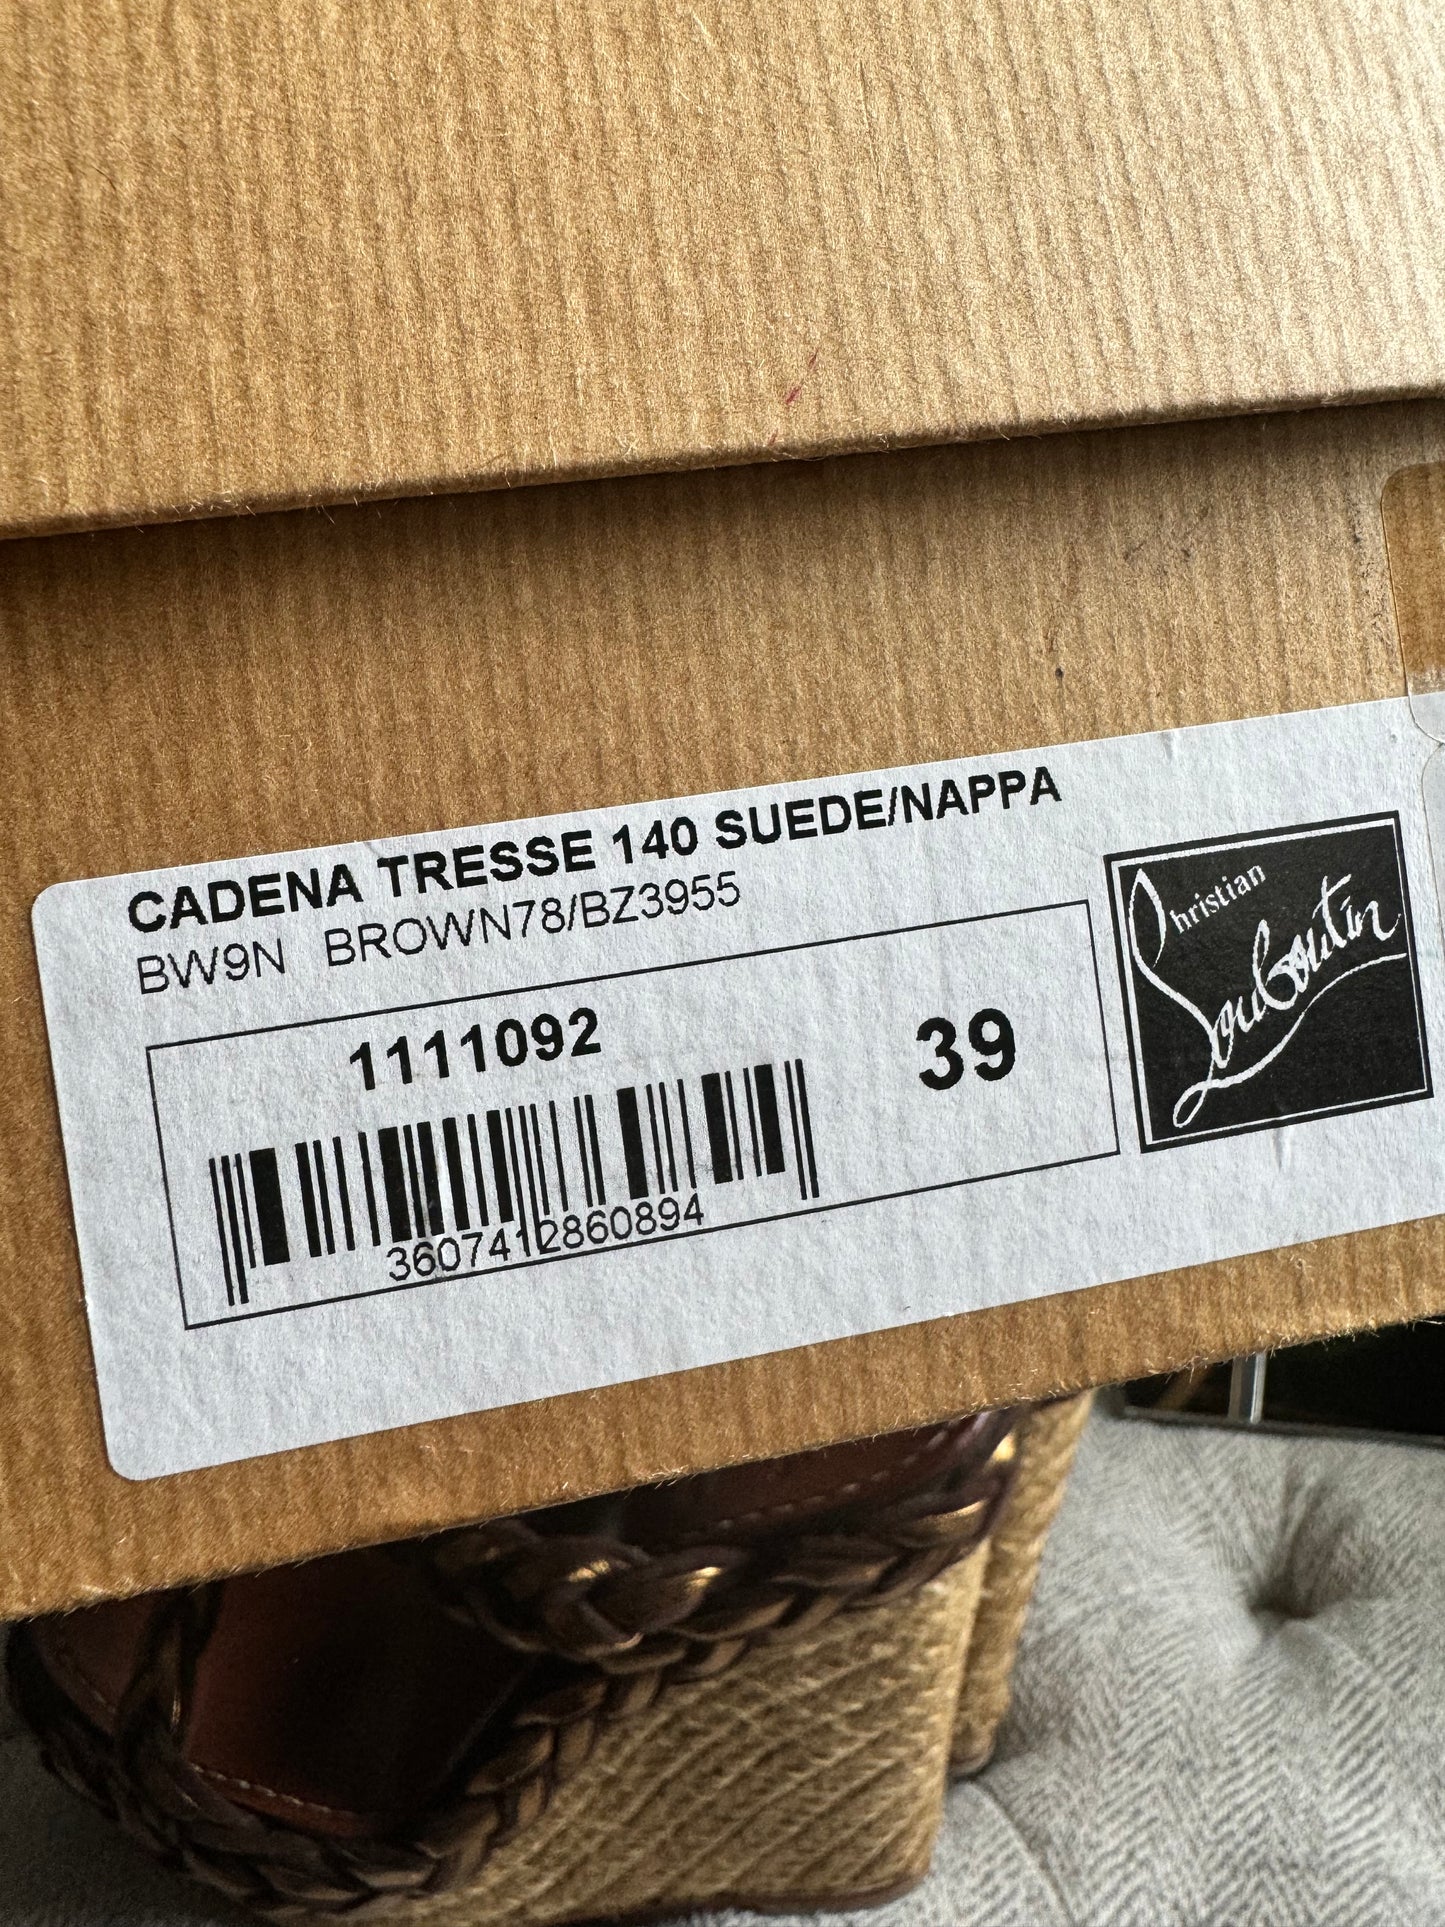 CADENA TRESSE 140 SUEDE/NAPPA
BW9N BROWN78/BZ3955
1111092
39
3607412860894
Christian
Louboutin